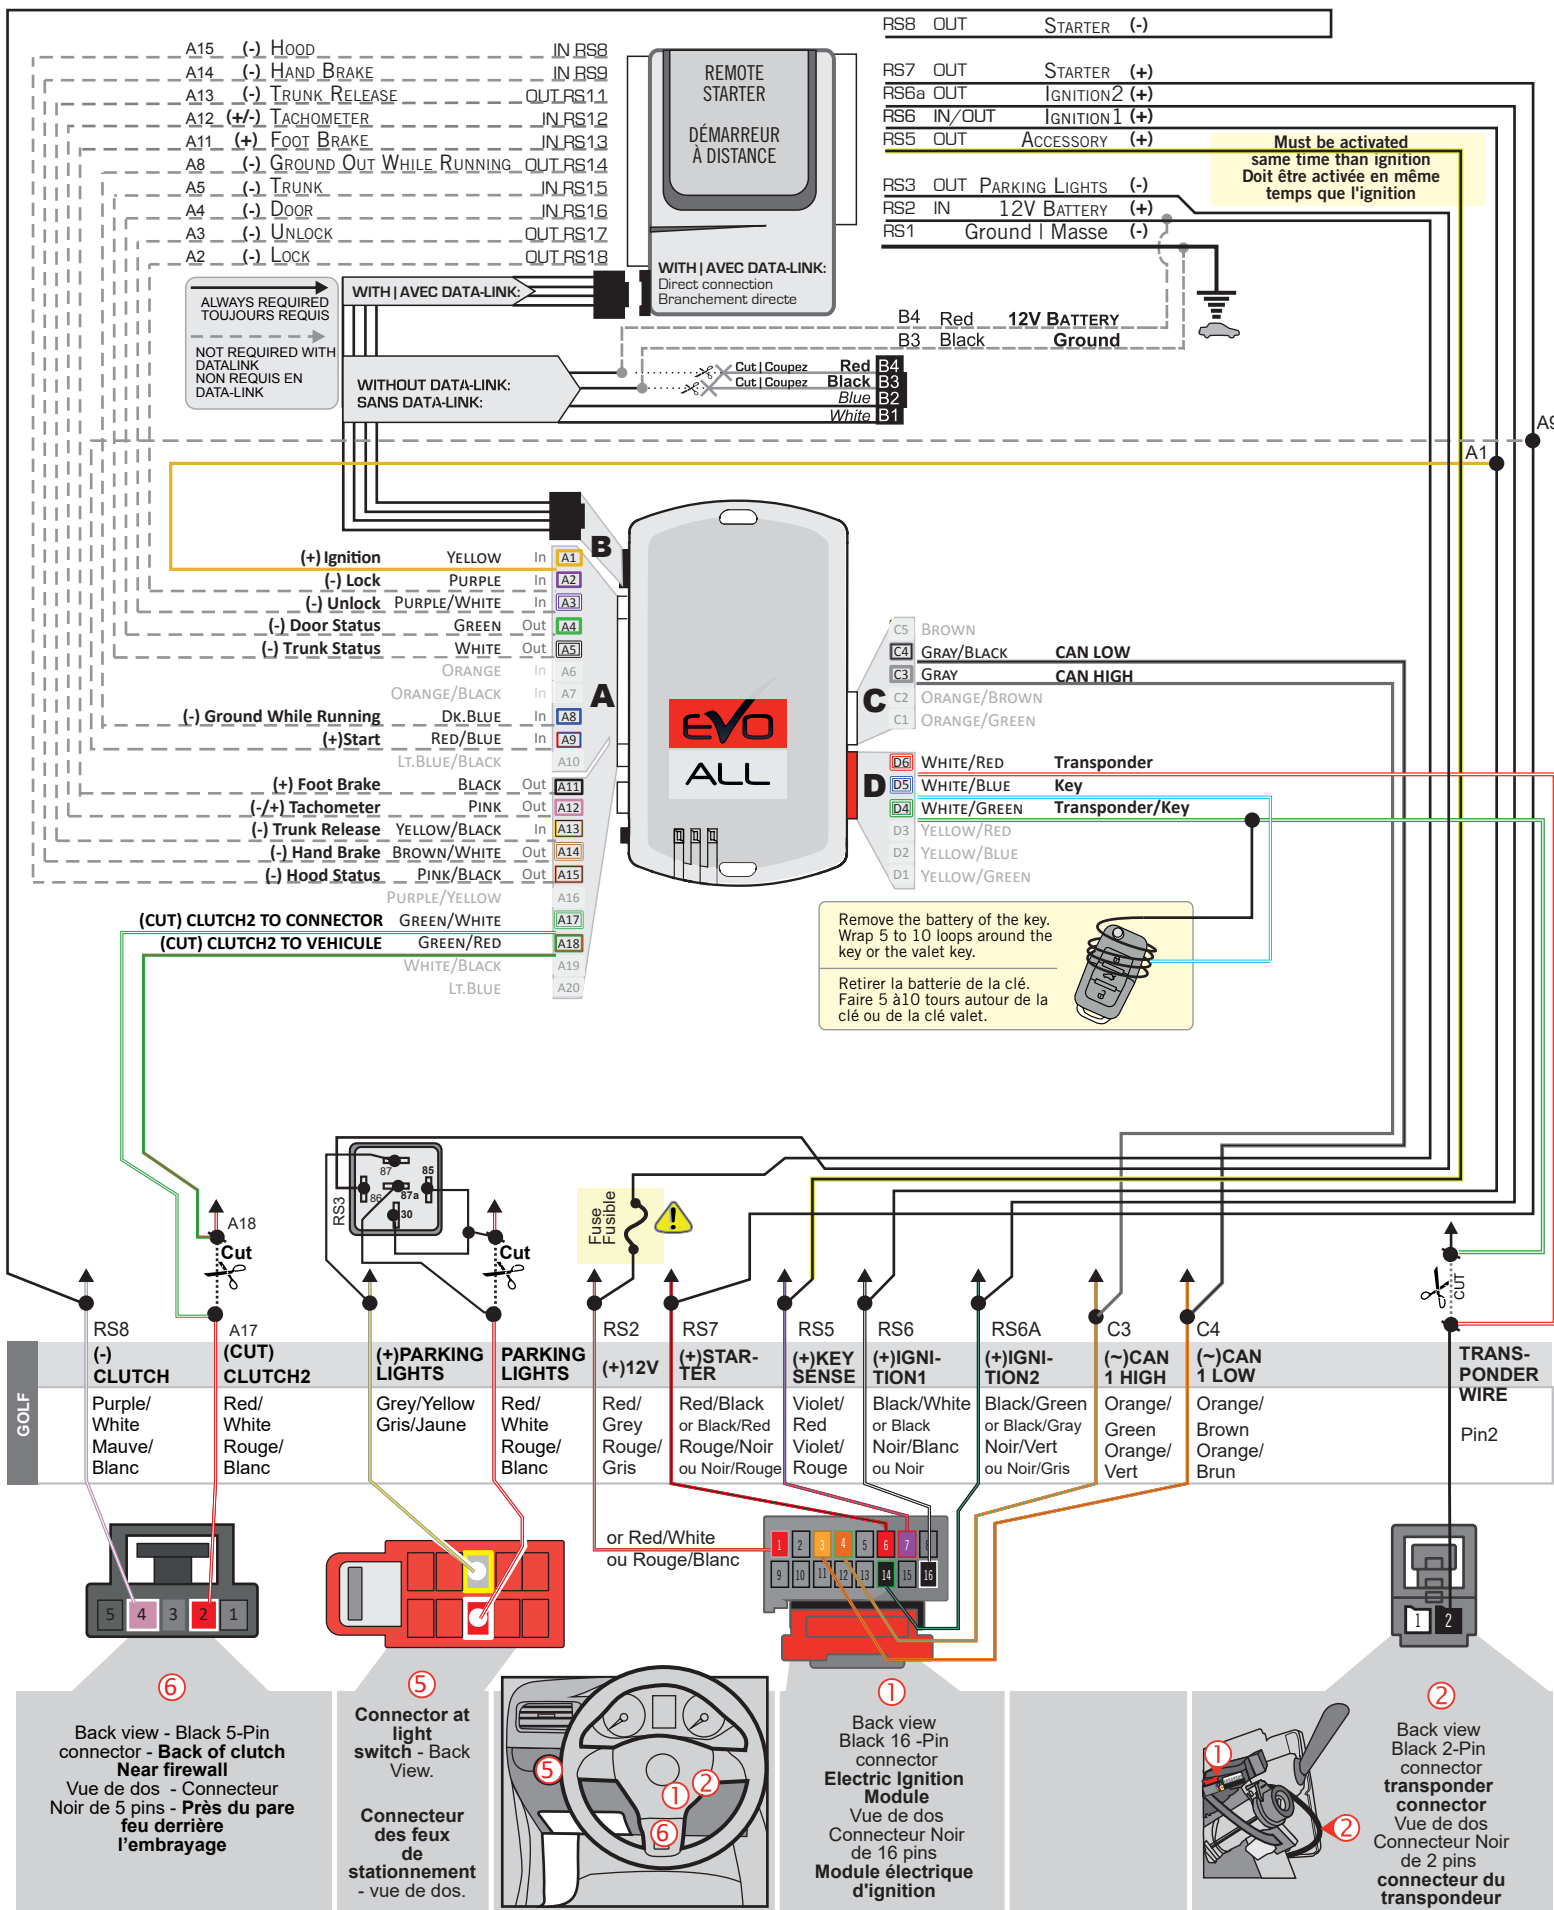 RS8 OUT STARTER (-)
A15 (-) HOOD IN RS8
A14 (-) HAND BRAKE IN RS9
A13 (-) TRUNK RELEASE OUT RS11
A12 (+/-) TACHOMETER IN RS12
A11 (+) FOOT BRAKE IN RS13
A8 (-) GROUND OUT WHILE RUNNING OUT RS14
A5 (-) TRUNK IN RS15
A4 (-) DOOR IN RS16
A3 (-) UNLOCK OUT RS17
A2 (-) LOCK OUT RS18
REMOTE
STARTER
DÉMARREUR
À DISTANCE
WITH | AVEC DATA-LINK:
Direct connection
Branchement directe
RS7 OUT STARTER (+)
RS6a OUT IGNITION2 (+)
RS6 IN/OUT IGNITION1 (+)
RS5 OUT ACCESSORY (+)
RS3 OUT PARKING LIGHTS (-)
RS2 IN 12V BATTERY (+)
RS1 Ground | Masse (-)
Must be activated
same time than ignition
Doit être activée en même
temps que l'ignition
ALWAYS REQUIRED
TOUJOURS REQUIS
NOT REQUIRED WITH
DATALINK
NON REQUIS EN
DATA-LINK
WITH | AVEC DATA-LINK:
WITHOUT DATA-LINK:
SANS DATA-LINK:
B4 Red 12V BATTERY
B3 Black Ground
Cut | Coupez Red B4
Cut | Coupez Black B3
Blue B2
White B1
A9
A1
B
(+) Ignition YELLOW In A1
(-) Lock PURPLE In A2
(-) Unlock PURPLE/WHITE In A3
(-) Door Status GREEN Out A4
(-) Trunk Status WHITE Out A5
ORANGE In A6
ORANGE/BLACK In A7
(-) Ground While Running DK.BLUE In A8
(+)Start RED/BLUE In A9
LT.BLUE/BLACK A10
(+) Foot Brake BLACK Out A11
(-/+) Tachometer PINK Out A12
(-) Trunk Release YELLOW/BLACK In A13
(-) Hand Brake BROWN/WHITE Out A14
(-) Hood Status PINK/BLACK Out A15
PURPLE/YELLOW A16
(CUT) CLUTCH2 TO CONNECTOR GREEN/WHITE A17
(CUT) CLUTCH2 TO VEHICULE GREEN/RED A18
WHITE/BLACK A19
LT.BLUE A20
A
EVO
ALL
C
C5 BROWN
C4 GRAY/BLACK CAN LOW
C3 GRAY CAN HIGH
C2 ORANGE/BROWN
C1 ORANGE/GREEN
D
D6 WHITE/RED Transponder
D5 WHITE/BLUE Key
D4 WHITE/GREEN Transponder/Key
D3 YELLOW/RED
D2 YELLOW/BLUE
D1 YELLOW/GREEN
Remove the battery of the key.
Wrap 5 to 10 loops around the
key or the valet key.
Retirer la batterie de la clé.
Faire 5 à10 tours autour de la
clé ou de la clé valet.
RS3
87
85
86
87a
30
A18
Cut
Cut
Fuse
Fusible
CUT
GOLF
RS8
(-)
CLUTCH
Purple/
White
Mauve/
Blanc
A17
(CUT)
CLUTCH2
Red/
White
Rouge/
Blanc
(+)PARKING
LIGHTS
Grey/Yellow
Gris/Jaune
PARKING
LIGHTS
Red/
White
Rouge/
Blanc
RS2
(+)12V
Red/
Grey
Rouge/
Gris
RS7
(+)STAR-
TER
Red/Black
or Black/Red
Rouge/Noir
ou Noir/Rouge
RS5
(+)KEY
SENSE
Violet/
Red
Violet/
Rouge
RS6
(+)IGNI-
TION1
Black/White
or Black
Noir/Blanc
ou Noir
RS6A
(+)IGNI-
TION2
Black/Green
or Black/Gray
Noir/Vert
ou Noir/Gris
C3
(~)CAN
1 HIGH
Orange/
Green
Orange/
Vert
C4
(~)CAN
1 LOW
Orange/
Brown
Orange/
Brun
TRANS-
PONDER
WIRE
Pin2
or Red/White
ou Rouge/Blanc
5 4 3 2 1
1 2 3 4 5 6 7 8
9 10 11 12 13 14 15 16
1 2
6
Back view - Black 5-Pin
connector - Back of clutch
Near firewall
Vue de dos - Connecteur
Noir de 5 pins - Près du pare
feu derrière
l'embrayage
5
Connector at
light
switch - Back
View.
Connecteur
des feux
de
stationnement
- vue de dos.
5
1
2
6
1
Back view
Black 16 -Pin
connector
Electric Ignition
Module
Vue de dos
Connecteur Noir
de 16 pins
Module électrique
d'ignition
1
2
2
Back view
Black 2-Pin
connector
transponder
connector
Vue de dos
Connecteur Noir
de 2 pins
connecteur du
transpondeur